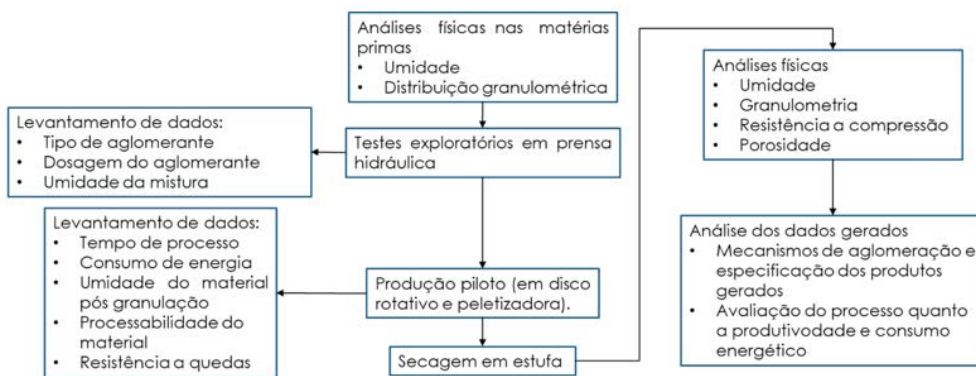 Análises físicas nas matérias
primas
• Umidade
• Distribuição granulométrica
Levantamento de dados:
• Tipo de aglomerante
• Dosagem do aglomerante
• Umidade da mistura
Testes exploratórios em prensa
hidráulica
Levantamento de dados:
• Tempo de processo
• Consumo de energia
• Umidade do material
pós granulação
• Processabilidade do
material
• Resistência a quedas
Produção piloto (em disco
rotativo e peletizadora).
Secagem em estufa
Análises físicas
• Umidade
• Granulometria
• Resistência a compressão
• Porosidade
Análise dos dados gerados
• Mecanismos de aglomeração e
especificação dos produtos
gerados
• Avaliação do processo quanto
a produtivodade e consumo
energético